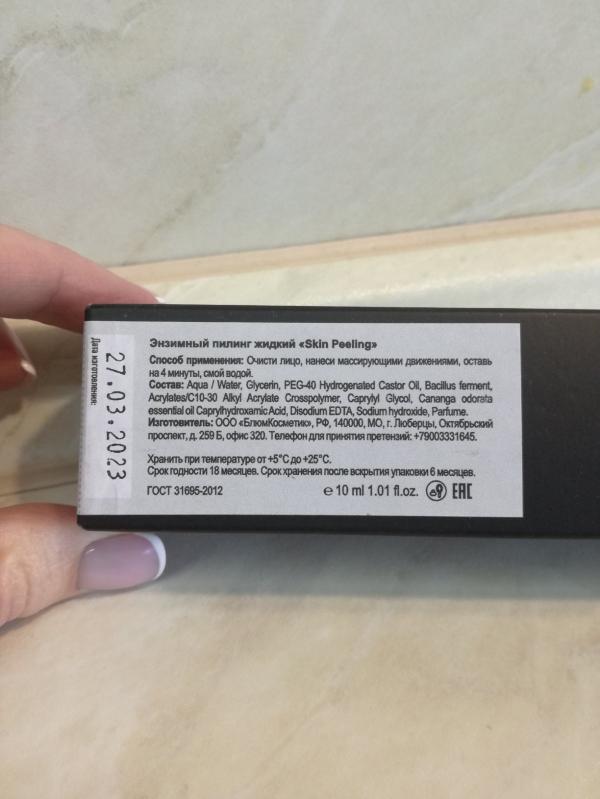 Энзимный пилинг жидкий «Skin Peeling»
Способ применения: Очисти лицо, нанеси массирующими движениями, оставь
на 4 минуты, смой водой.
Состав: Aqua / Water, Glycerin, PEG-40 Hydrogenated Castor Oil, Bacillus ferment,
Acrylates/C10-30 Alkyl Acrylate Crosspolymer, Caprylyl Glycol, Cananga odorata
essential oil Caprylhydroxamic Acid, Disodium EDTA, Sodium hydroxide, Parfume.
Изготовитель: ООО «БлюмКосметик», РФ, 140000, МО, г. Люберцы, Октябрьский
проспект, д. 259 Б, офис 320. Телефон для принятия претензий: +79003331645.
Хранить при температуре от +5°С до +25°С.
Срок годности 18 месяцев. Срок хранения после вскрытия упаковки 6 месяцев.
ГОСТ 31695-2012 ℮ 10 ml 1.01 fl.oz. EAC
Дата изготовления:
27.03.2023